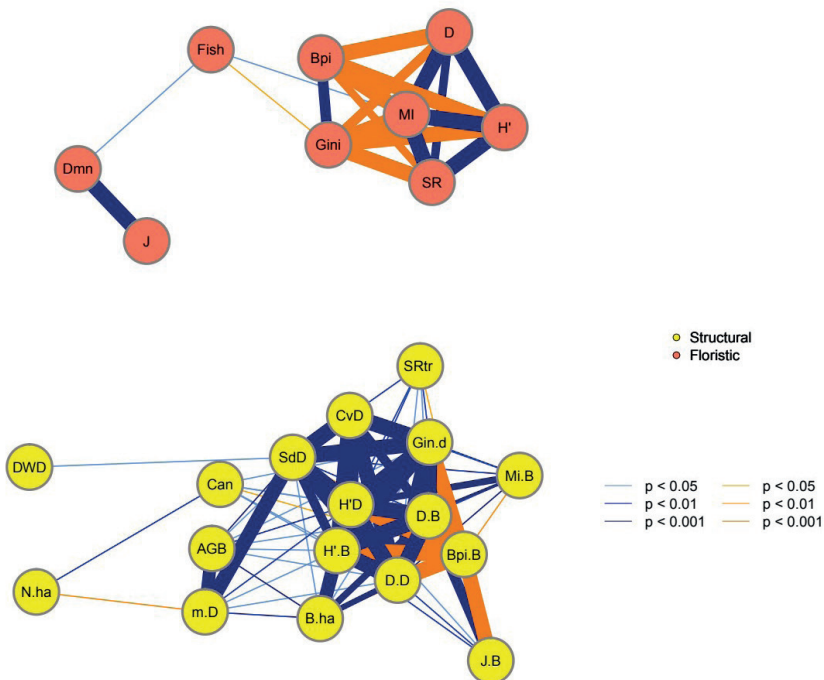 D
Fish
Bpi
MI
H'
Gini
Dmn
SR
J
Structural
Floristic
SRtr
CvD
Gin.d
SdD
DWD
Mi.B
Can
H'D
D.B
AGB
H'.B
Bpi.B
D.D
N.ha
m.D
B.ha
J.B
p < 0.05 p < 0.05
p < 0.01 p < 0.01
p < 0.001 p < 0.001